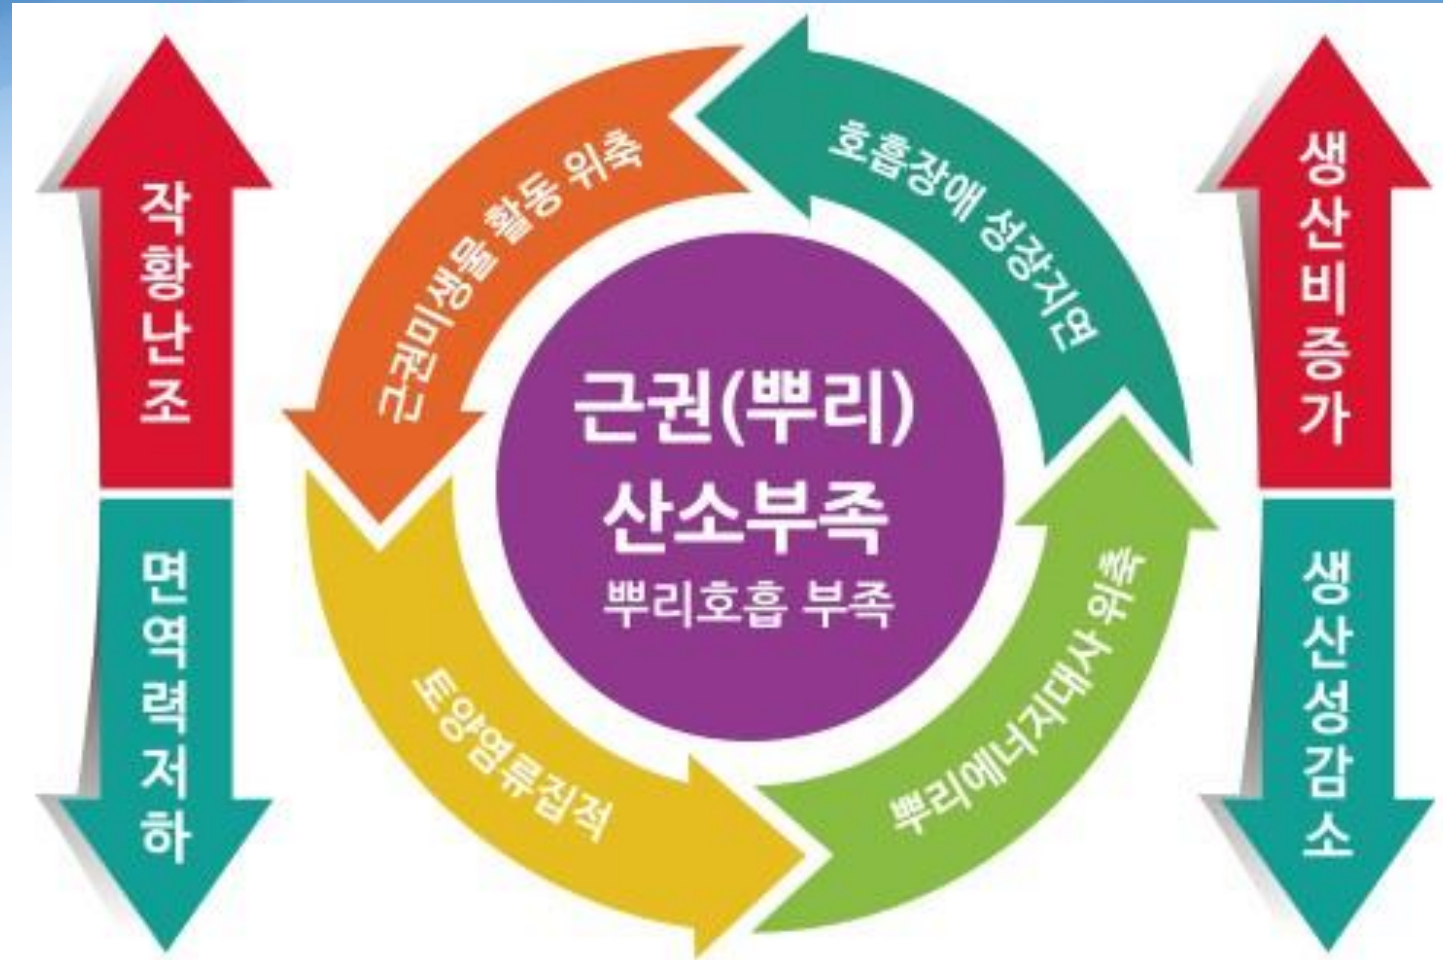 작황난조
면역력저하
근권미생물 활동 위축
호흡장애 성장지연
근권(뿌리)
산소부족
뿌리호흡 부족
토양염류집적
뿌리에너지대사 위축
생산비증가
생산성감소